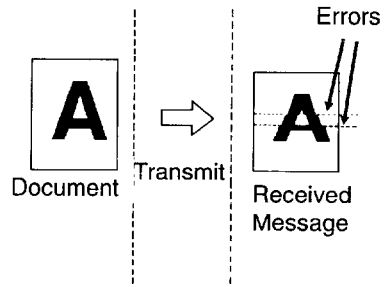 Errors
A
A
Document
Transmit
Received
Message